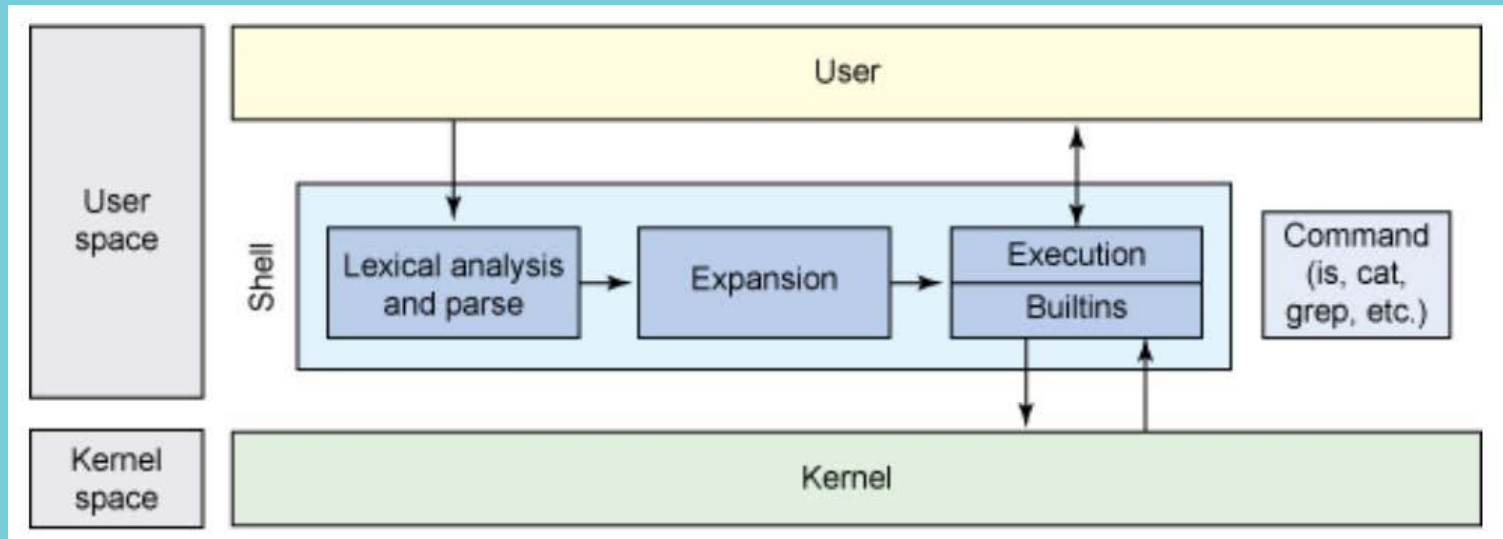 User
User
space
Shell
Lexical analysis
and parse
Expansion
Execution
Builtins
Command
(is, cat,
grep, etc.)
Kernel
space
Kernel